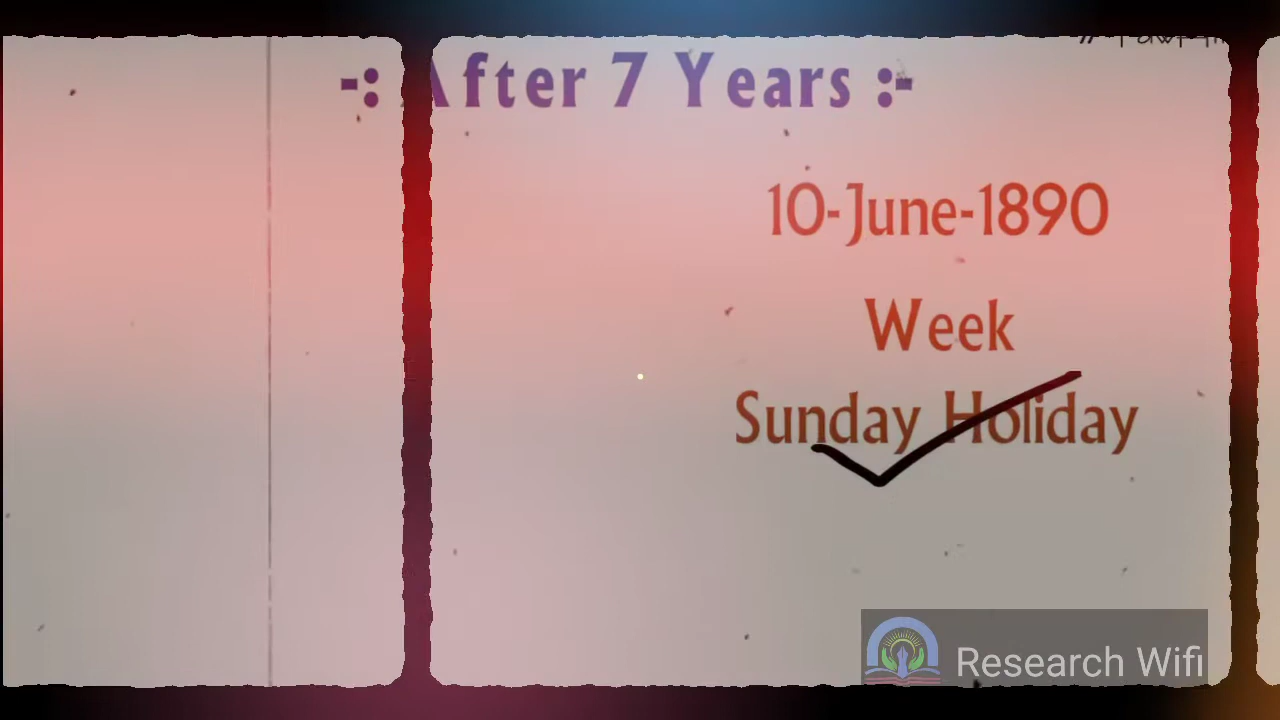 -: After 7 Years :-
10-June-1890
Week
Sunday Holiday
Research Wifi